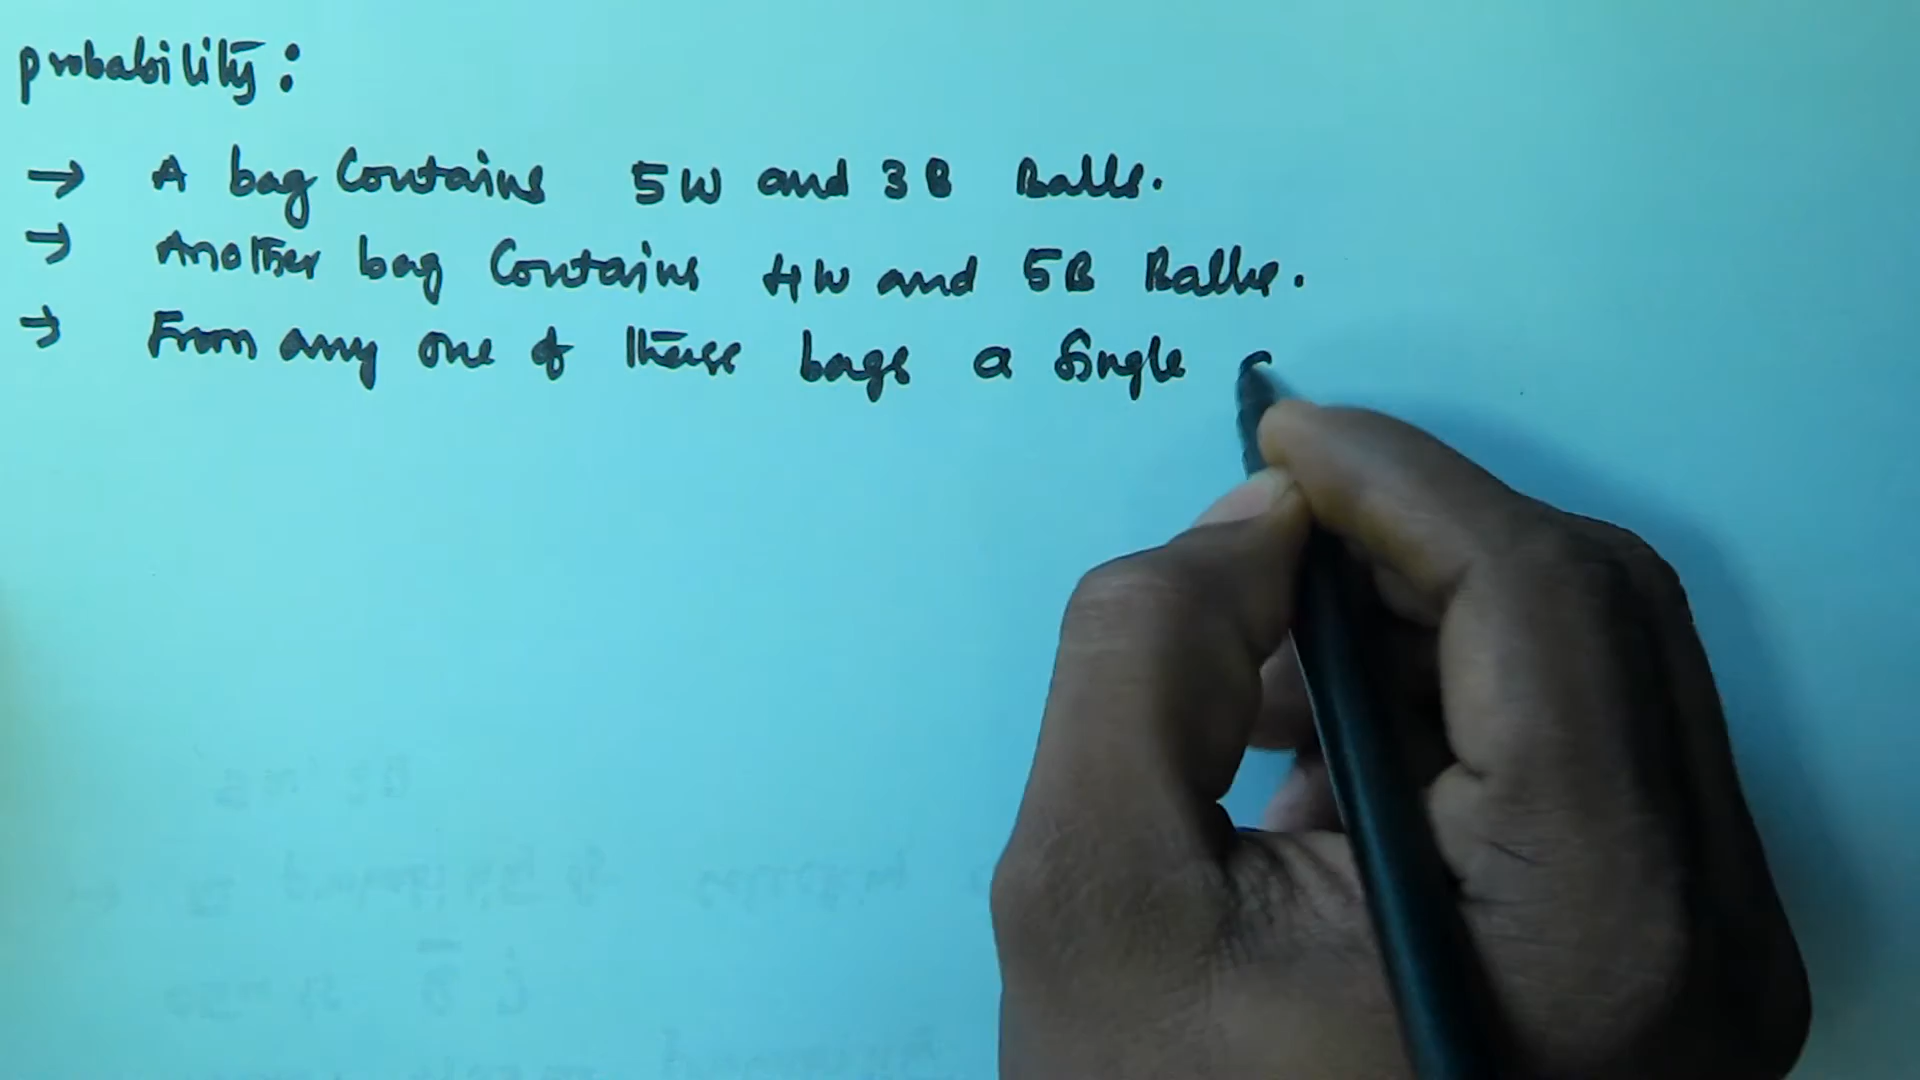 probability:
→ A bag Contains 5W and 3B Balls.
→ Another bag Contains 4W and 5B Balls.
→ From any one of these bags a single